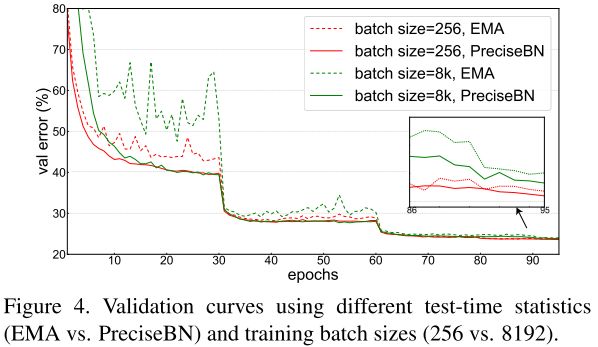 80
70
60
50
40
30
20
val error (%)
batch size=256, EMA
batch size=256, PreciseBN
batch size=8k, EMA
batch size=8k, PreciseBN
86 95
10 20 30 40 50 60 70 80 90
epochs
Figure 4. Validation curves using different test-time statistics
(EMA vs. PreciseBN) and training batch sizes (256 vs. 8192).